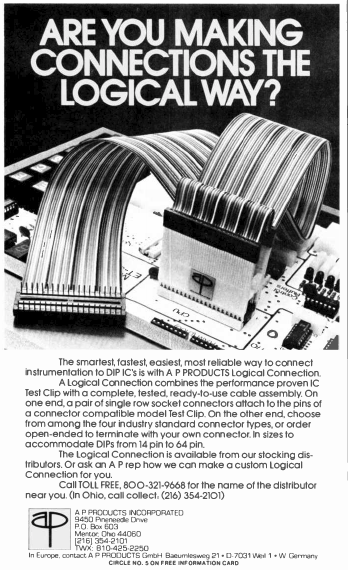 ARE YOU MAKING
CONNECTIONS THE
LOGICAL WAY?
The smartest, fastest, easiest, most reliable way to connect
instrumentation to DIP IC's is with A P PRODUCTS Logical Connection.
A Logical Connection combines the performance proven IC
Test Clip with a complete, tested, ready-to-use cable assembly. On
one end, a pair of single row socket connectors attach to the pins of
a connector compatible model Test Clip. On the other end, choose
from among the four industry standard connector types, or order
open-ended to terminate with your own connector. In sizes to
accommodate DIPs from 14 pin to 64 pin.
The Logical Connection is available from our stocking dis-
tributors. Or ask an A P rep how we can make a custom Logical
Connection for you.
Call TOLL FREE, 800-321-9668 for the name of the distributor
near you. (In Ohio, call collect, (216) 354-2101)
A P PRODUCTS INCORPORATED
9450 Pineneedle Drive
P.O. Box 603
Mentor, Ohio 44060
(216) 354-2101
TWX: 810-425-2250
In Europe, contact A P PRODUCTS GmbH Baeumlesweg 21 • D-7031 Weil 1 • W. Germany
CIRCLE NO. 5 ON FREE INFORMATION CARD